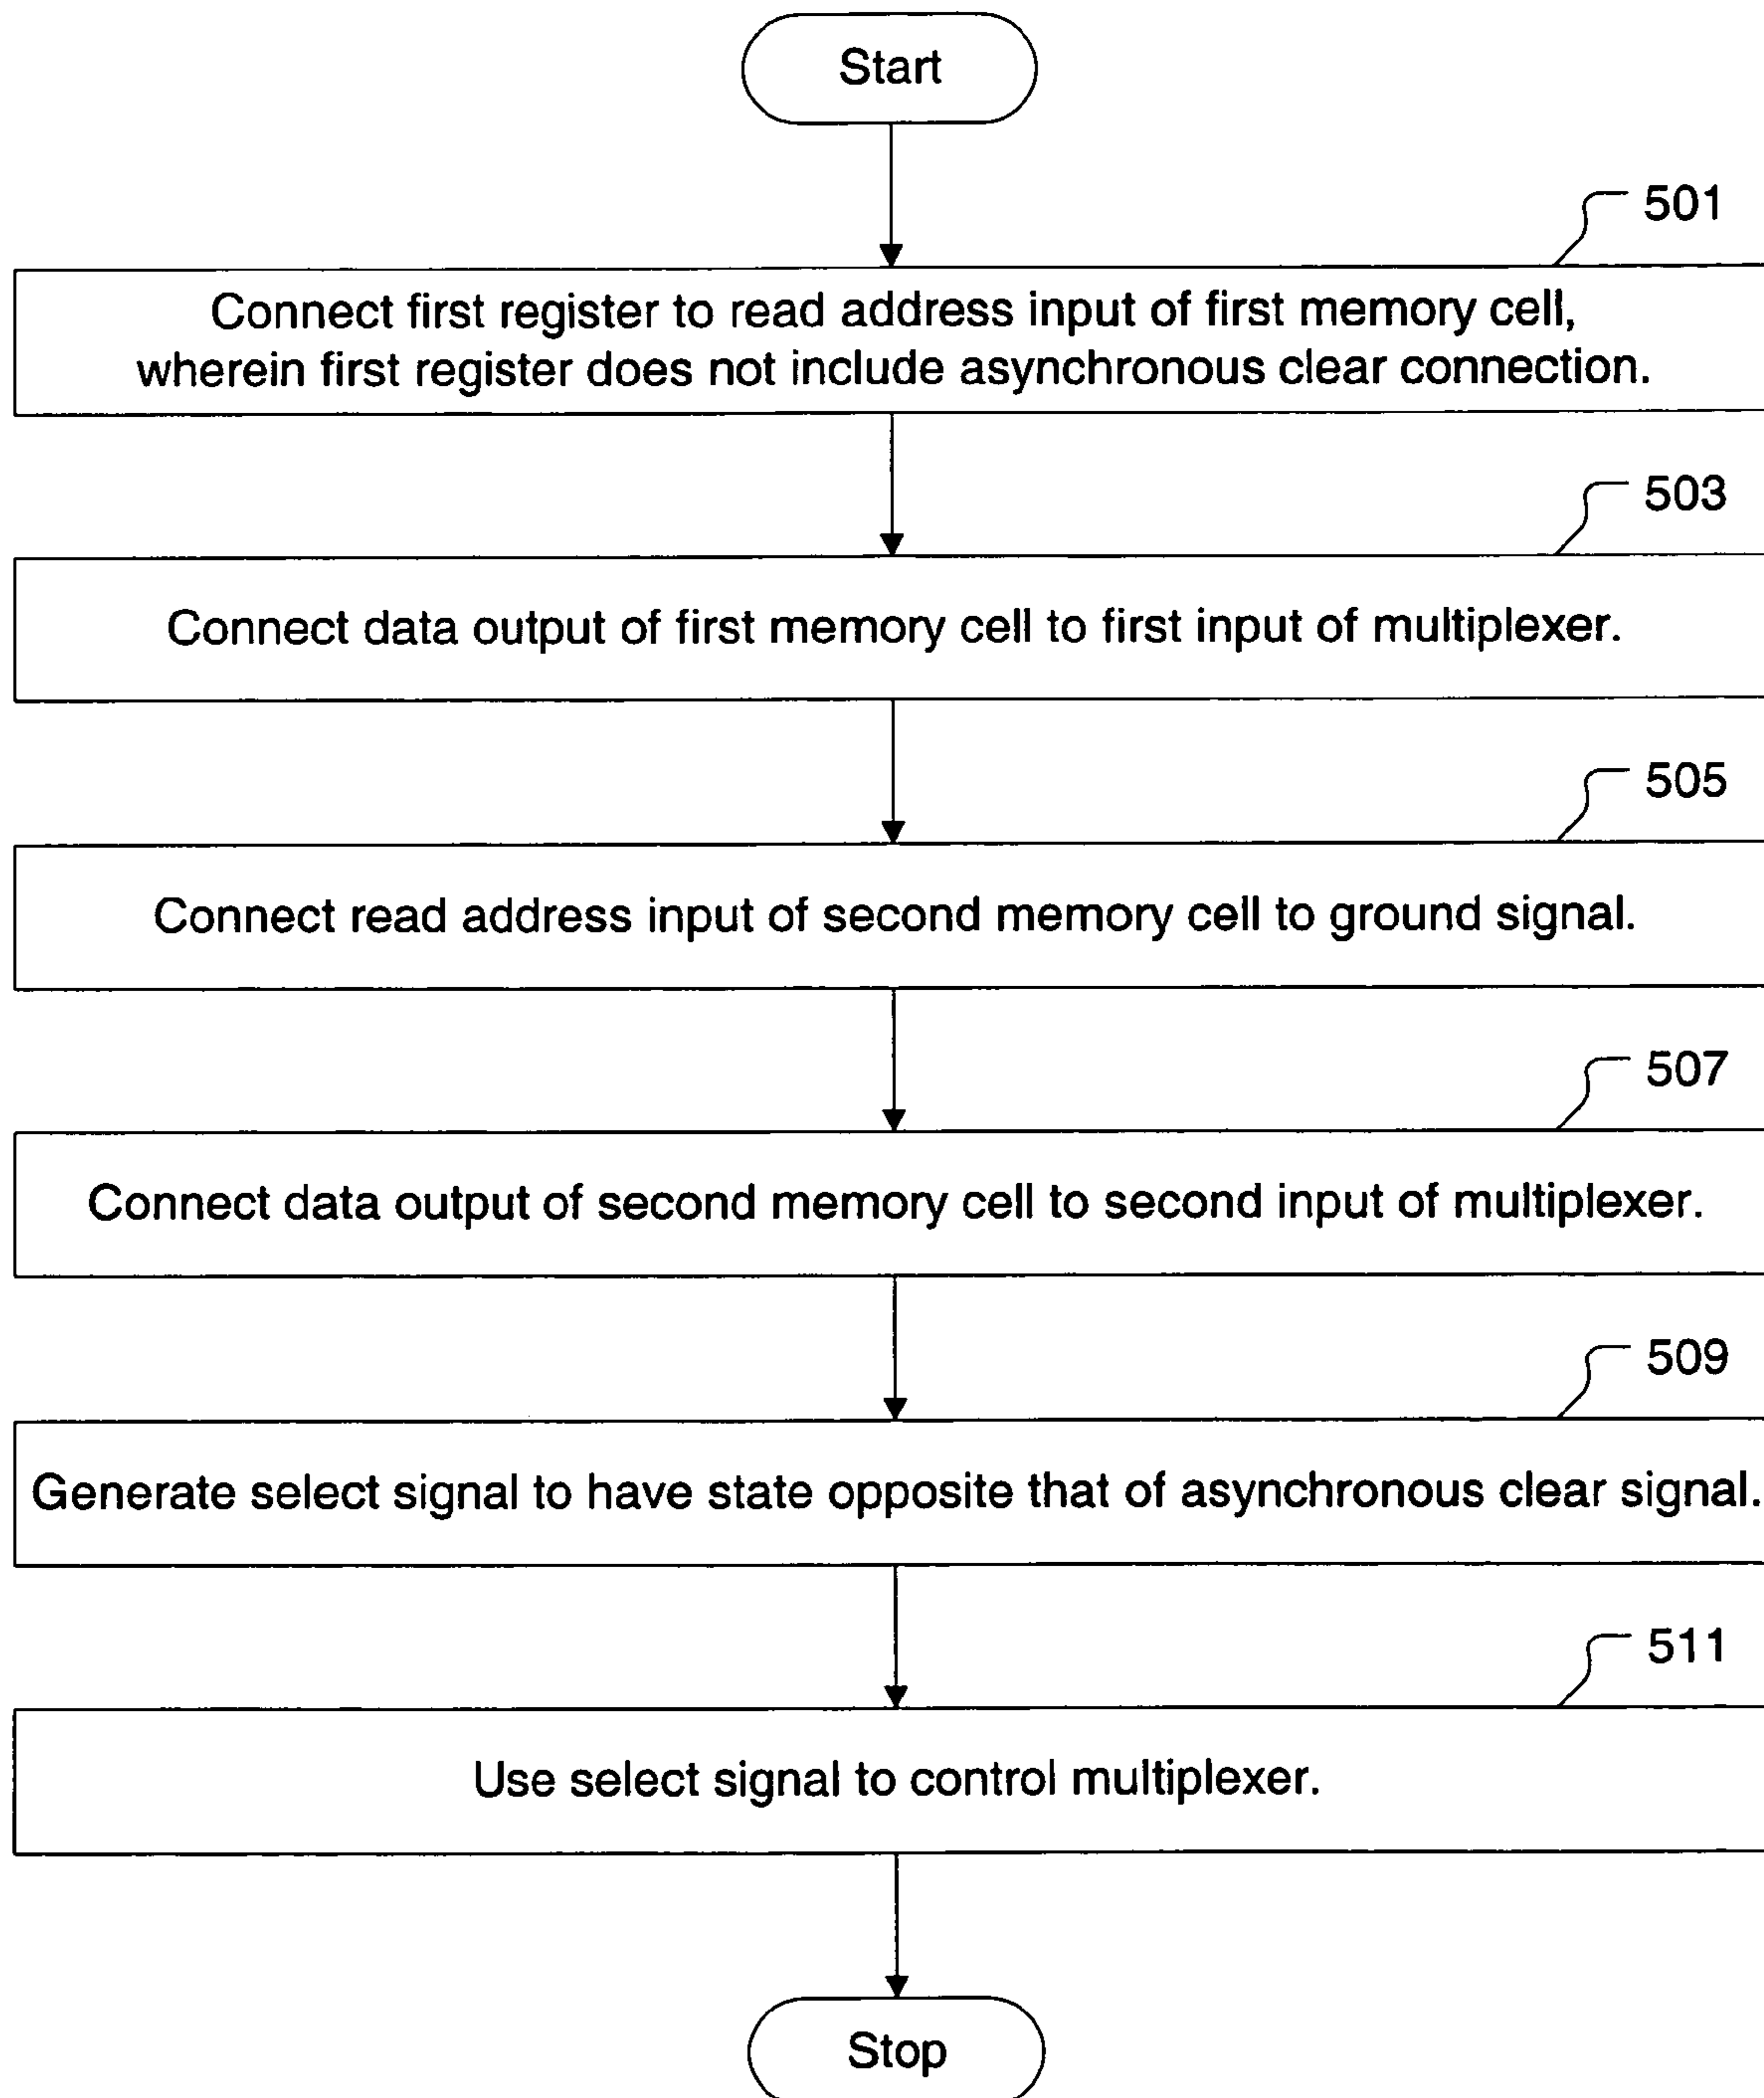 Start
501
Connect first register to read address input of first memory cell,
wherein first register does not include asynchronous clear connection.
503
Connect data output of first memory cell to first input of multiplexer.
505
Connect read address input of second memory cell to ground signal.
507
Connect data output of second memory cell to second input of multiplexer.
509
Generate select signal to have state opposite that of asynchronous clear signal.
511
Use select signal to control multiplexer.
Stop